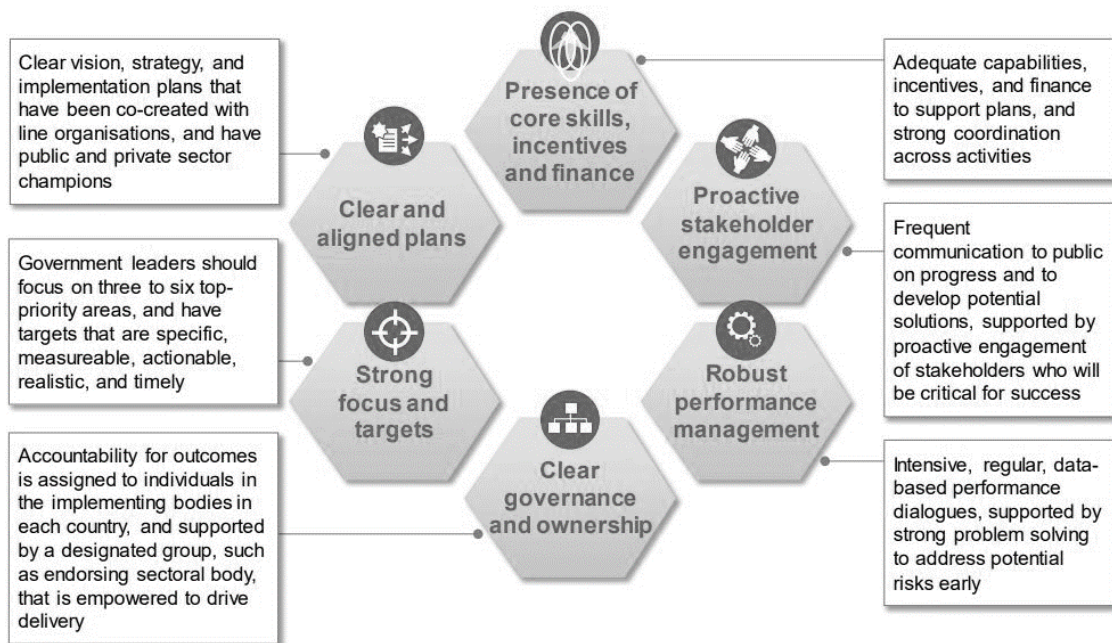 Clear vision, strategy, and
implementation plans that
have been co-created with
line organisations, and have
public and private sector
champions
Presence of
core skills,
incentives
and finance
Adequate capabilities,
incentives, and finance
to support plans, and
strong coordination
across activities
Clear and
aligned plans
Proactive
stakeholder
engagement
Government leaders should
focus on three to six top-
priority areas, and have
targets that are specific,
measureable, actionable,
realistic, and timely
Frequent
communication to public
on progress and to
develop potential
solutions, supported by
proactive engagement
of stakeholders who will
be critical for success
Strong
focus and
targets
Robust
performance
management
Accountability for outcomes
is assigned to individuals in
the implementing bodies in
each country, and supported
by a designated group, such
as endorsing sectoral body,
that is empowered to drive
delivery
Clear
governance
and ownership
Intensive, regular, data-
based performance
dialogues, supported by
strong problem solving
to address potential
risks early